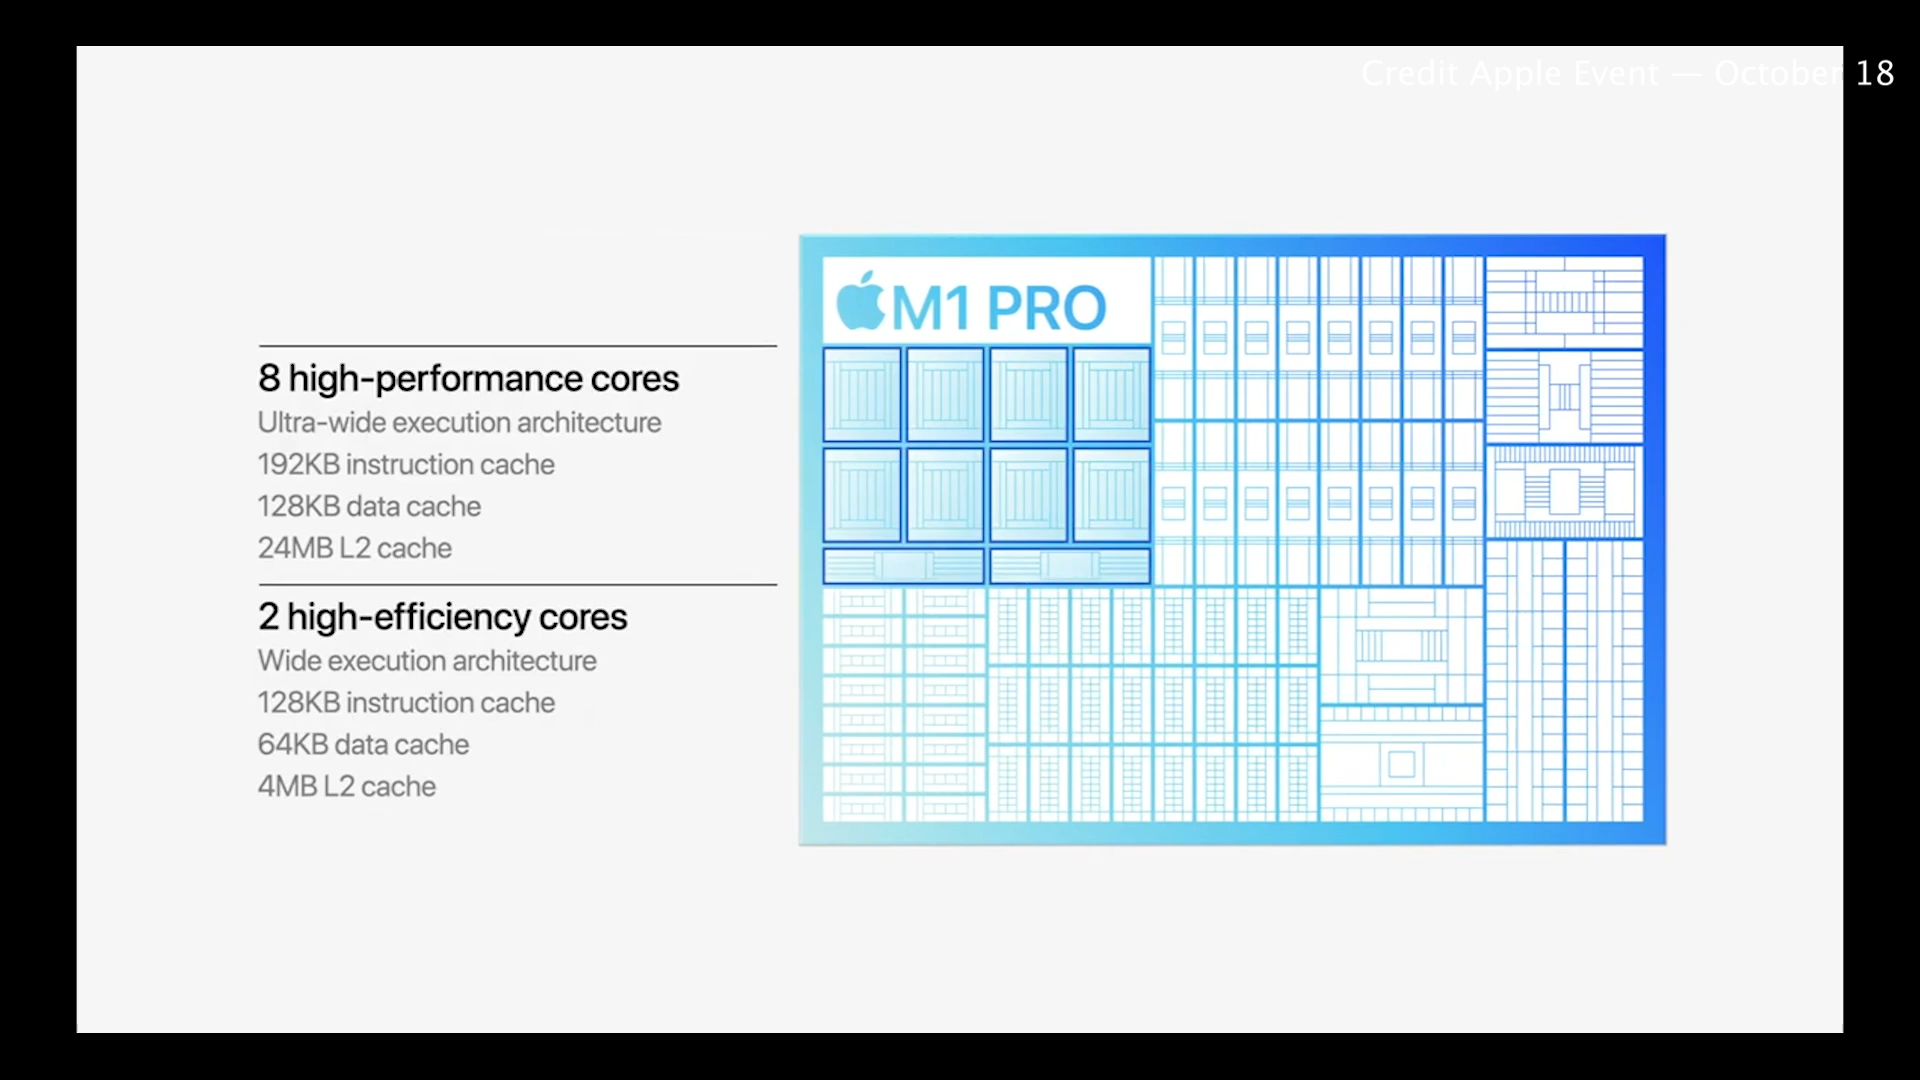 Credit Apple Event — October 18
M1 PRO
8 high-performance cores
Ultra-wide execution architecture
192KB instruction cache
128KB data cache
24MB L2 cache
2 high-efficiency cores
Wide execution architecture
128KB instruction cache
64KB data cache
4MB L2 cache